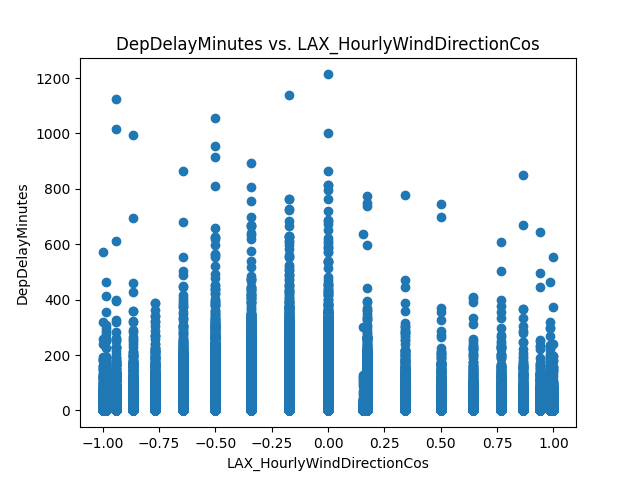 DepDelayMinutes vs. LAX_HourlyWindDirectionCos
1200
1000
800
600
400
200
0
DepDelayMinutes
−1.00 −0.75 −0.50 −0.25 0.00 0.25 0.50 0.75 1.00
LAX_HourlyWindDirectionCos